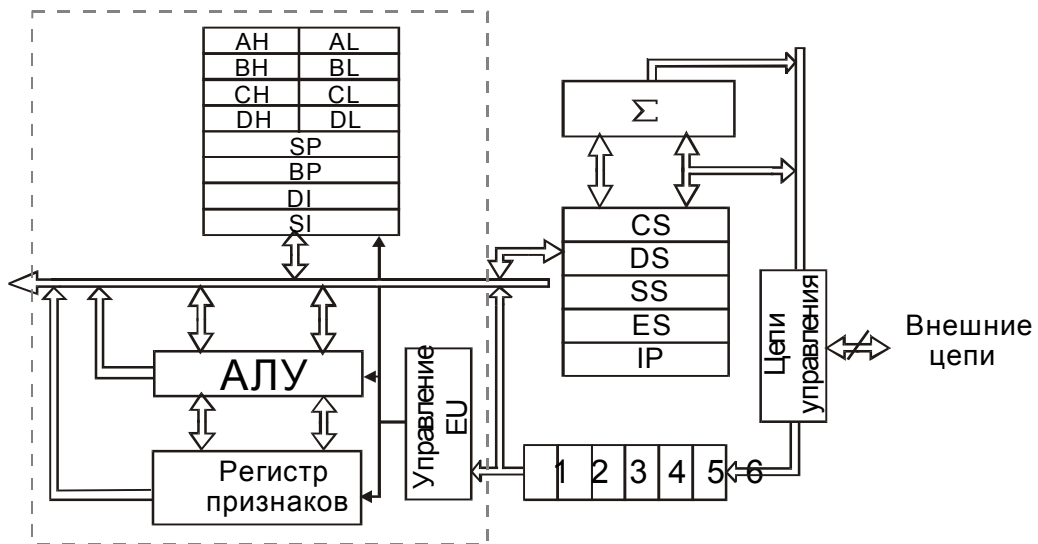 AH AL
BH BL
CH CL
DH DL
SP
BP
DI
SI
Σ
CS
DS
SS
ES
IP
АЛУ
Регистр
признаков
Управление
EU
1 2 3 4 5 6
Цепи
управления
Внешние
цепи